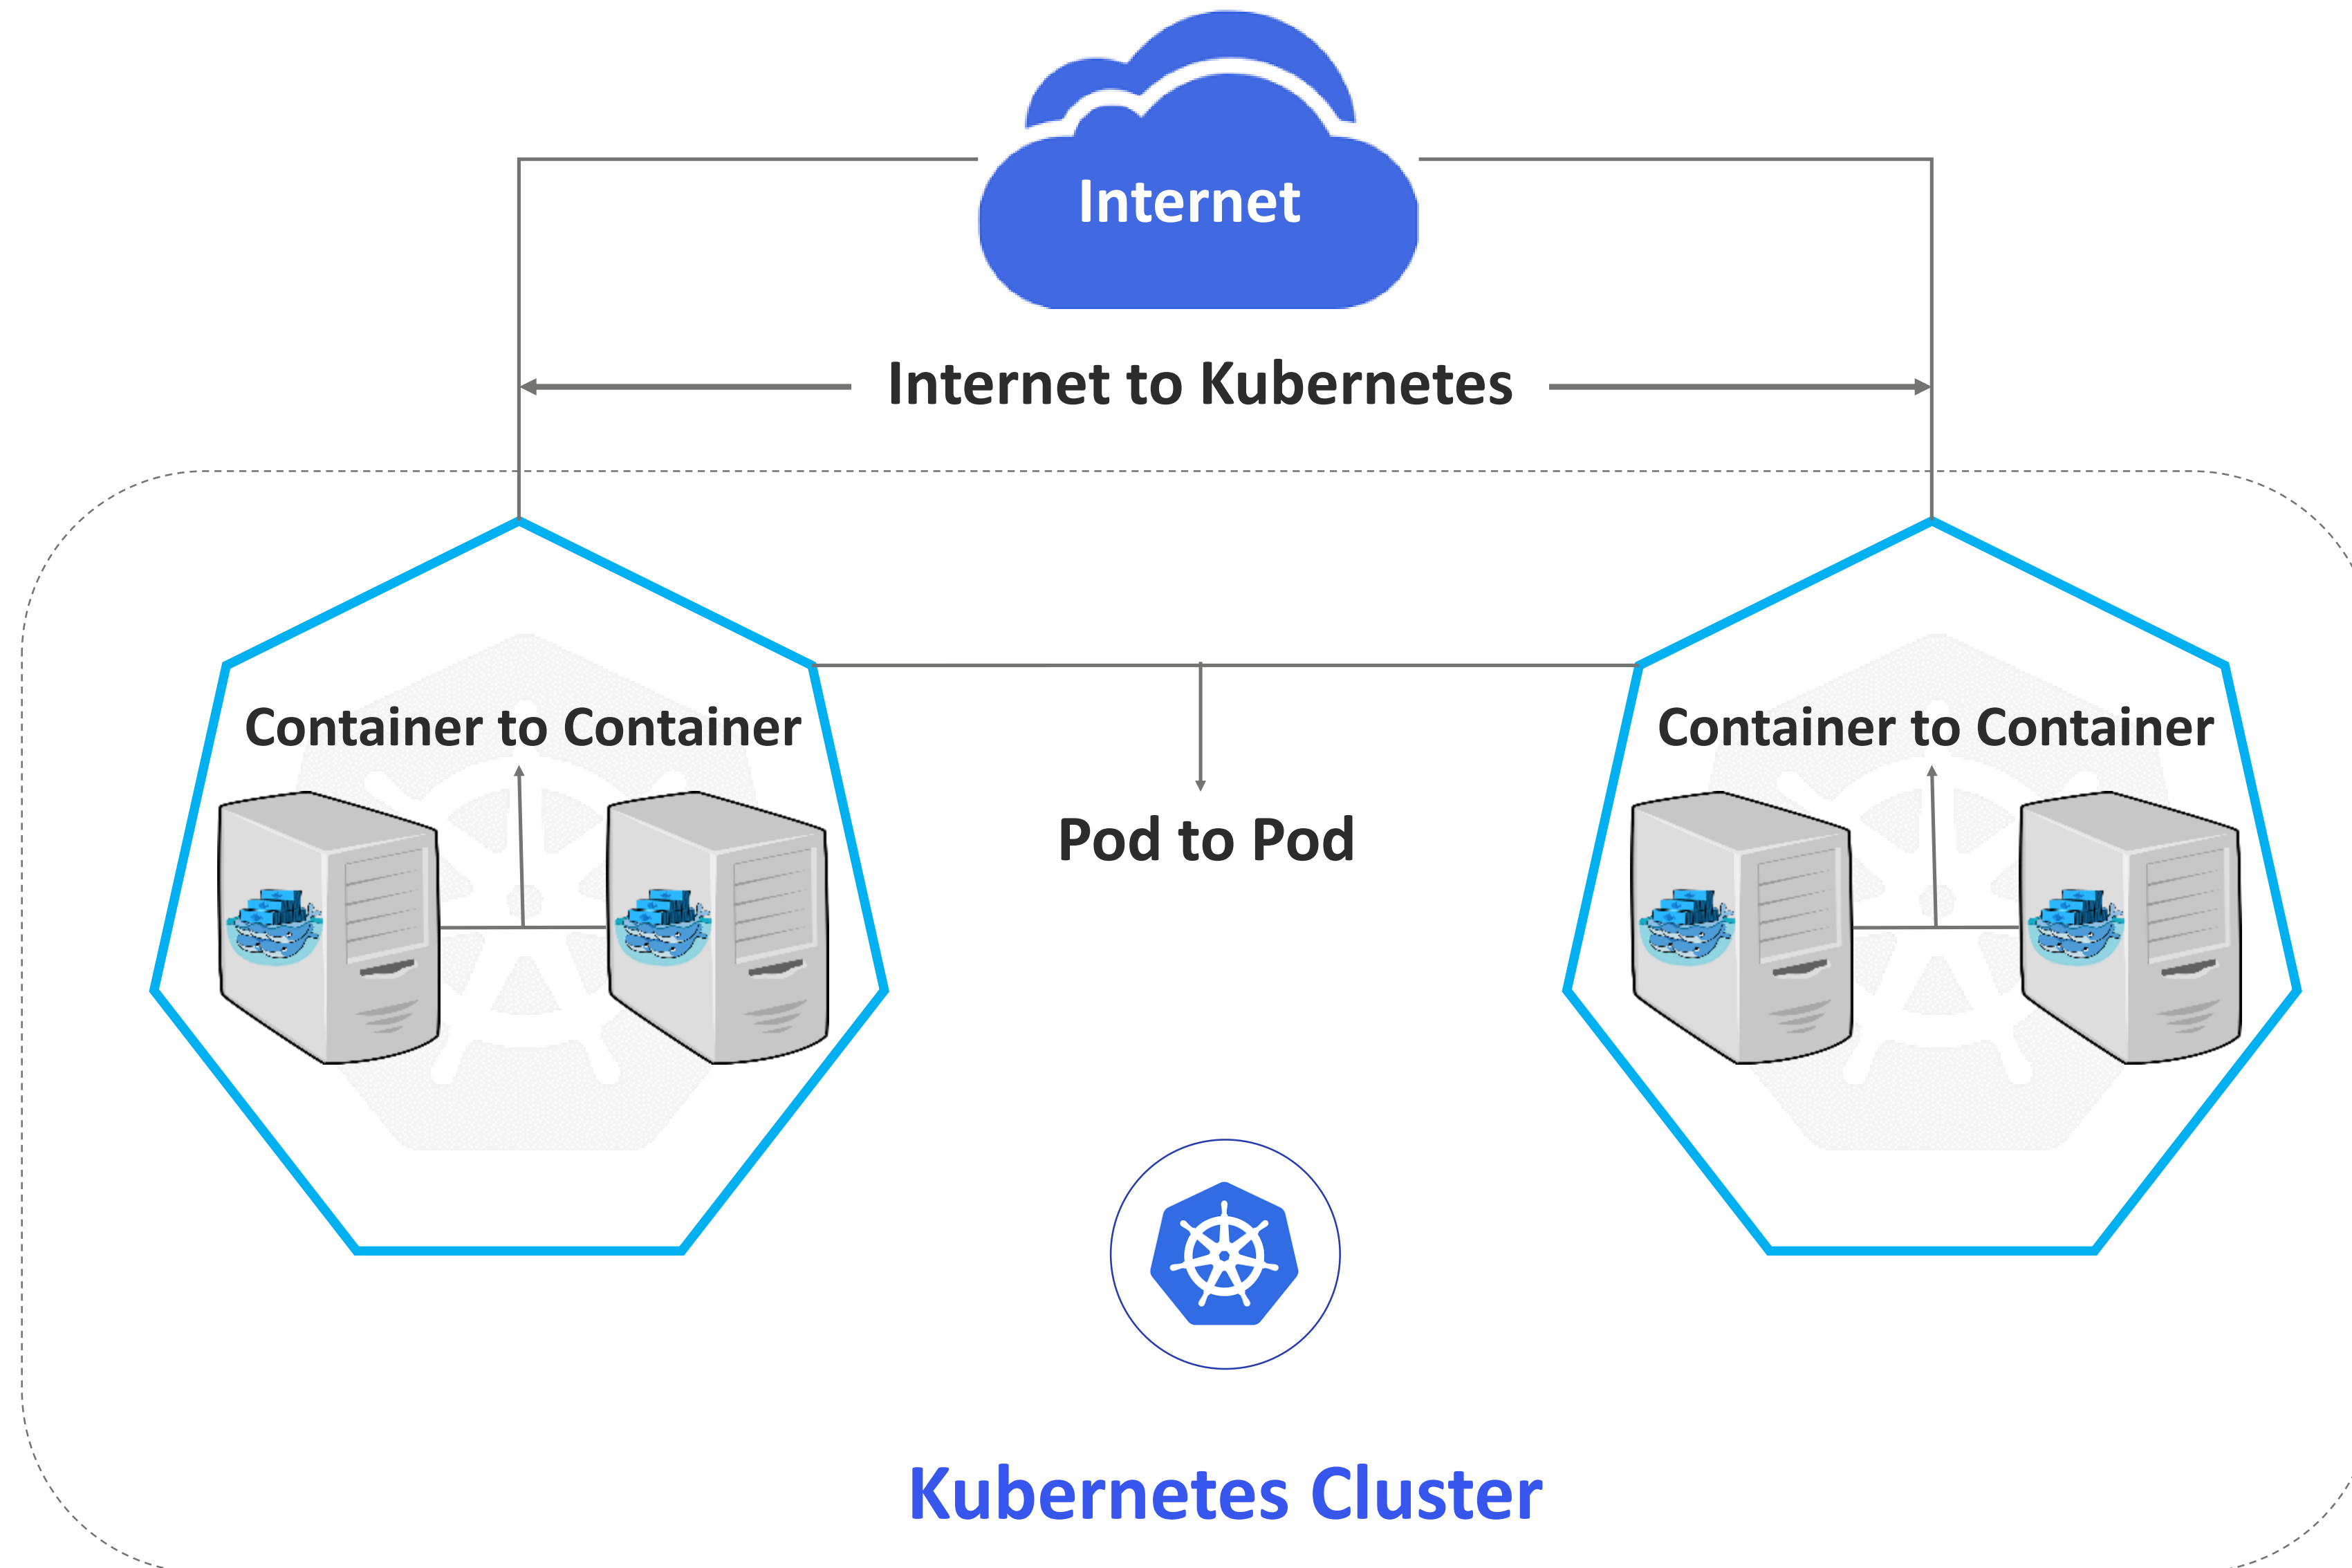 Internet
Internet to Kubernetes
Container to Container
Container to Container
Pod to Pod
Kubernetes Cluster